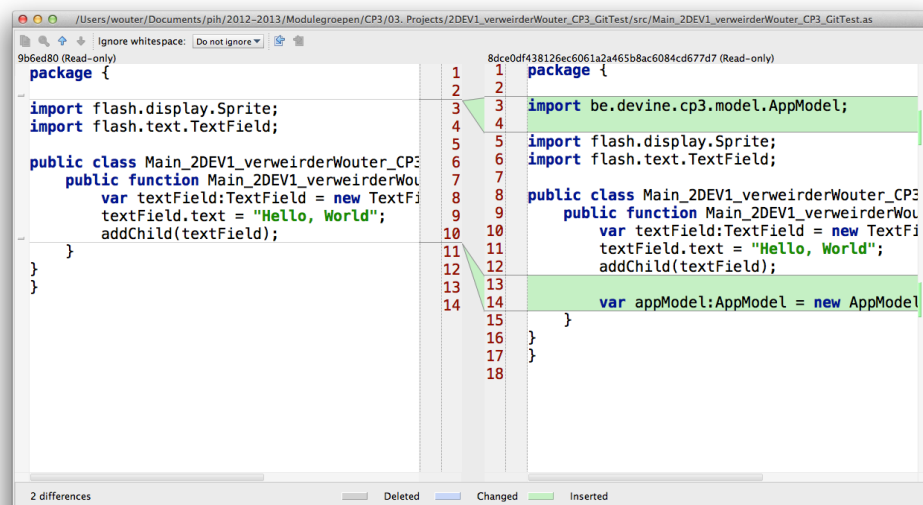 /Users/wouter/Documents/pih/2012-2013/Modulegroepen/CP3/03. Projects/2DEV1_verweirderWouter_CP3_GitTest/src/Main_2DEV1_verweirderWouter_CP3_GitTest.as
Ignore whitespace: Do not ignore
9b6ed80 (Read-only)
package {
import flash.display.Sprite;
import flash.text.TextField;
public class Main_2DEV1_verweirderWouter_CP3
public function Main_2DEV1_verweirderWou
var textField:TextField = new TextFi
textField.text = "Hello, World";
addChild(textField);
}
}
}
1
2
3
4
5
6
7
8
9
10
11
12
13
14
8dce0df438126ec6061a2a465b8ac6084cd677d7 (Read-only)
1 package {
2
3 import be.devine.cp3.model.AppModel;
4
5 import flash.display.Sprite;
6 import flash.text.TextField;
7
8 public class Main_2DEV1_verweirderWouter_CP3
9 public function Main_2DEV1_verweirderWou
10 var textField:TextField = new TextFi
11 textField.text = "Hello, World";
12 addChild(textField);
13
14 var appModel:AppModel = new AppModel
15 }
16 }
17 }
18
2 differences Deleted Changed Inserted